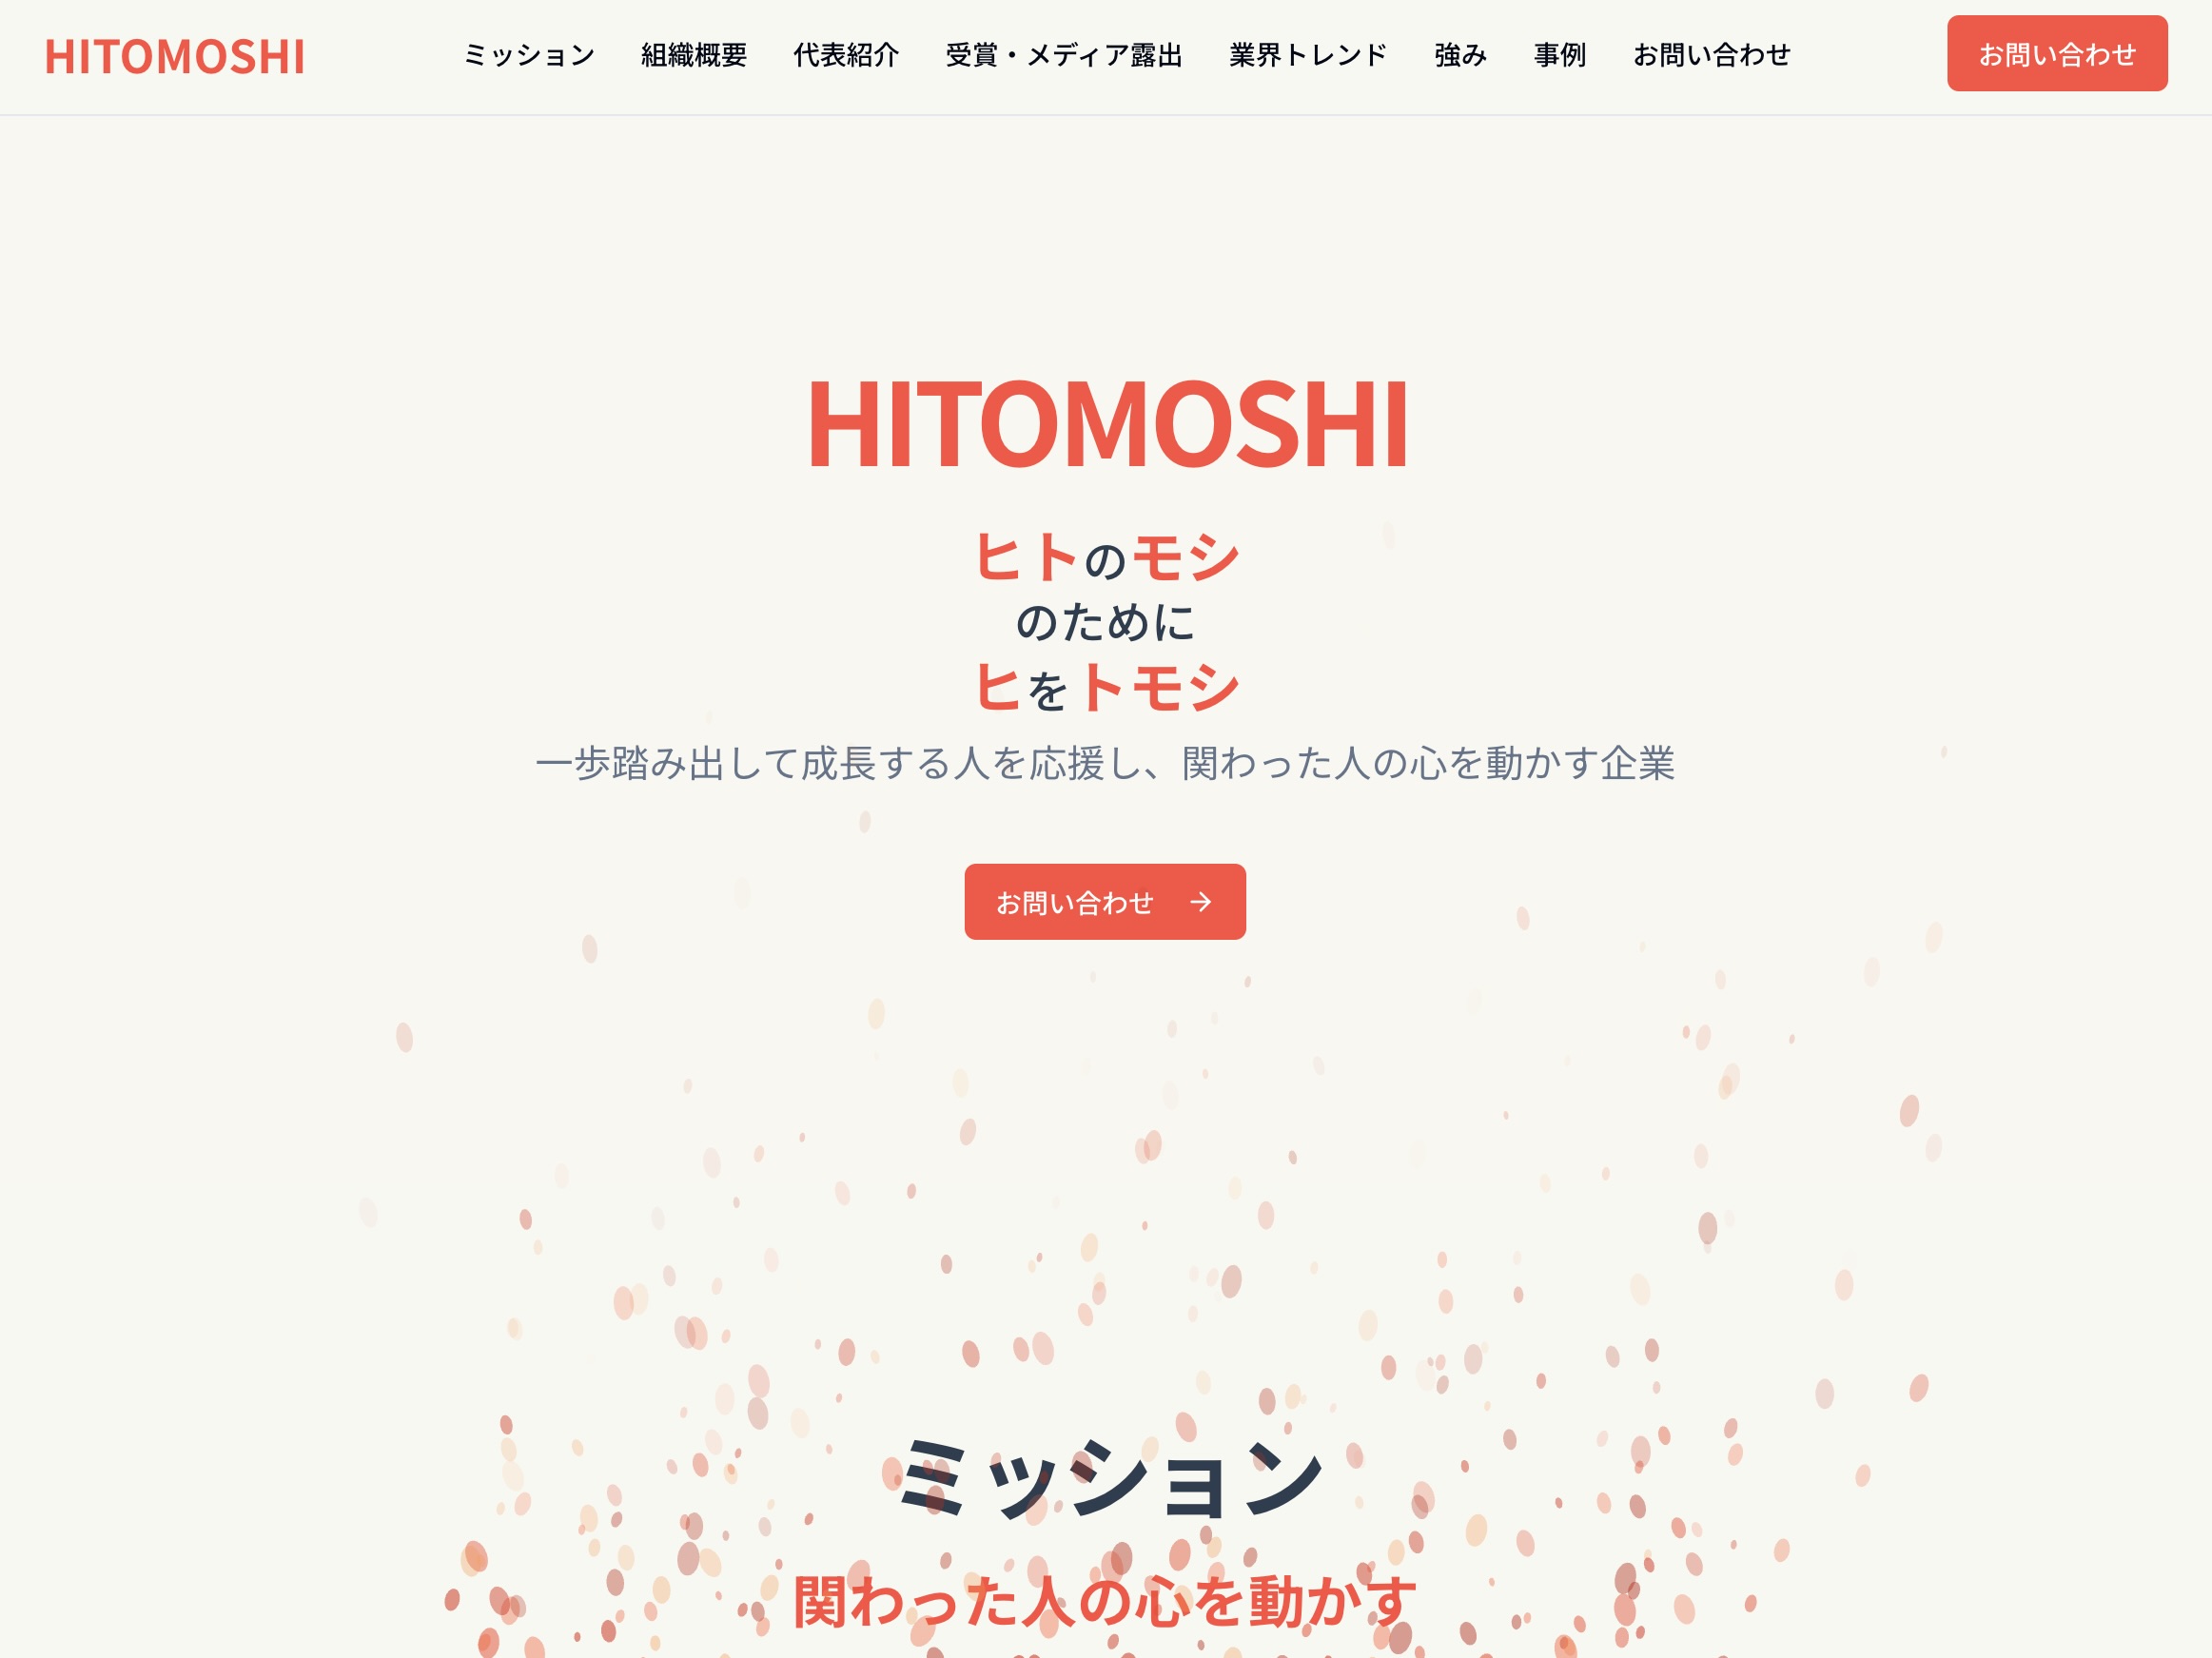 HITOMOSHI
ミッション 組織概要 代表紹介 受賞・メディア露出 業界トレンド 強み 事例 お問い合わせ
お問い合わせ
HITOMOSHI
ヒトのモシ
のために
ヒをトモシ
一歩踏み出して成長する人を応援し、関わった人の心を動かす企業
お問い合わせ →
ミッション
関わった人の心を動かす